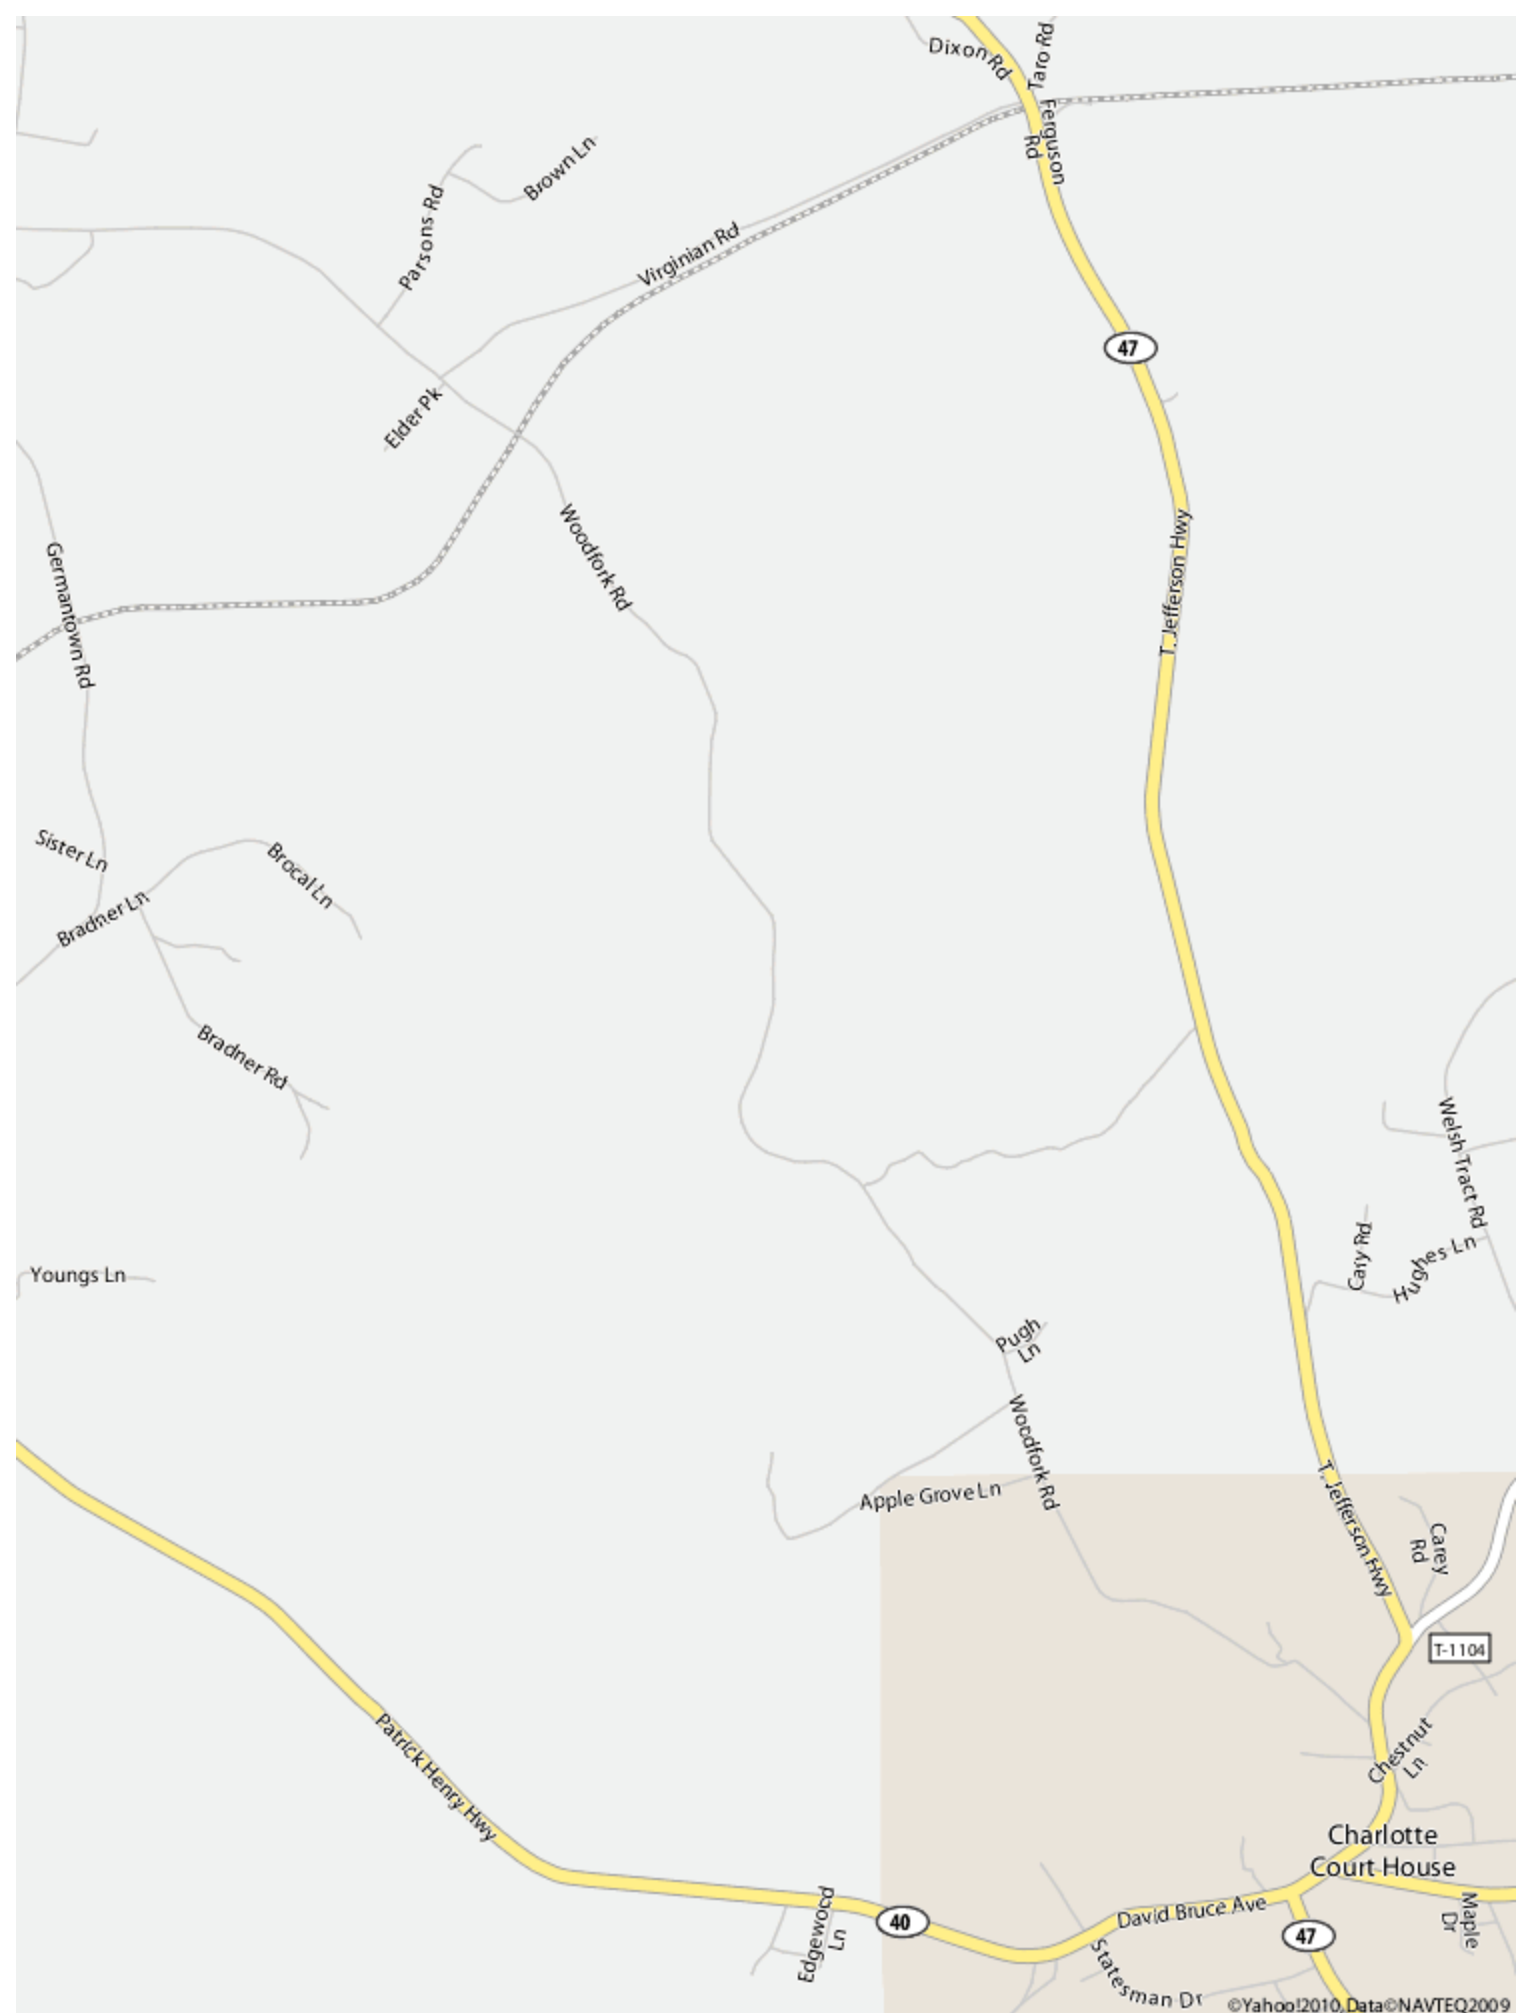 Dixon Rd
Taro Rd
Ferguson
Rd
Brown Ln
Parsons Rd
Virginian Rd
47
Elder Pk
Woodfork Rd
T. Jefferson Hwy
Germantown Rd
Sister Ln
Brocal Ln
Bradner Ln
Bradner Rd
Welsh Tract Rd
Cary Rd
Hughes Ln
Youngs Ln
Pugh
Ln
Woodfork Rd
Apple Grove Ln
T. Jefferson Hwy
Carey
Rd
T-1104
Patrick Henry Hwy
Chestnut
Ln
Charlotte
Court House
Edgewood
Ln
40
David Bruce Ave
47
Maple
Dr
Statesman Dr
©Yahoo!2010, Data©NAVTEQ2009